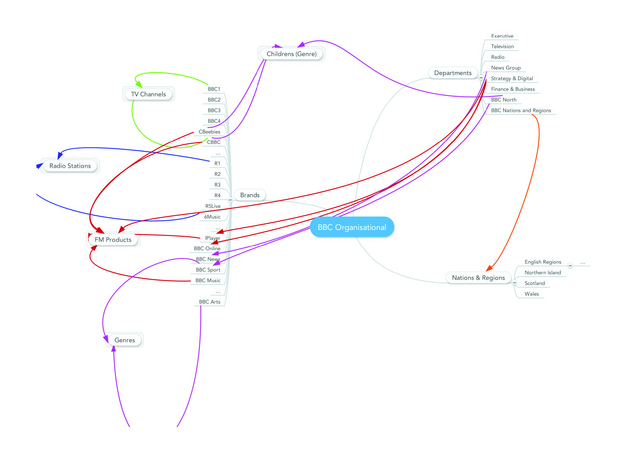 Childrens (Genre)
TV Channels
Radio Stations
FM Products
Genres
BBC1
BBC2
BBC3
BBC4
CBeebies
CBBC
...
R1
R2
R3
R4
R5Live
6Music
...
iPlayer
BBC Online
BBC News
BBC Sport
BBC Music
...
BBC Arts
Brands
BBC Organisational
Departments
Executive
Television
Radio
News Group
Strategy & Digital
Finance & Business
BBC North
BBC Nations and Regions
Nations & Regions
English Regions
...
Northern Island
Scotland
Wales